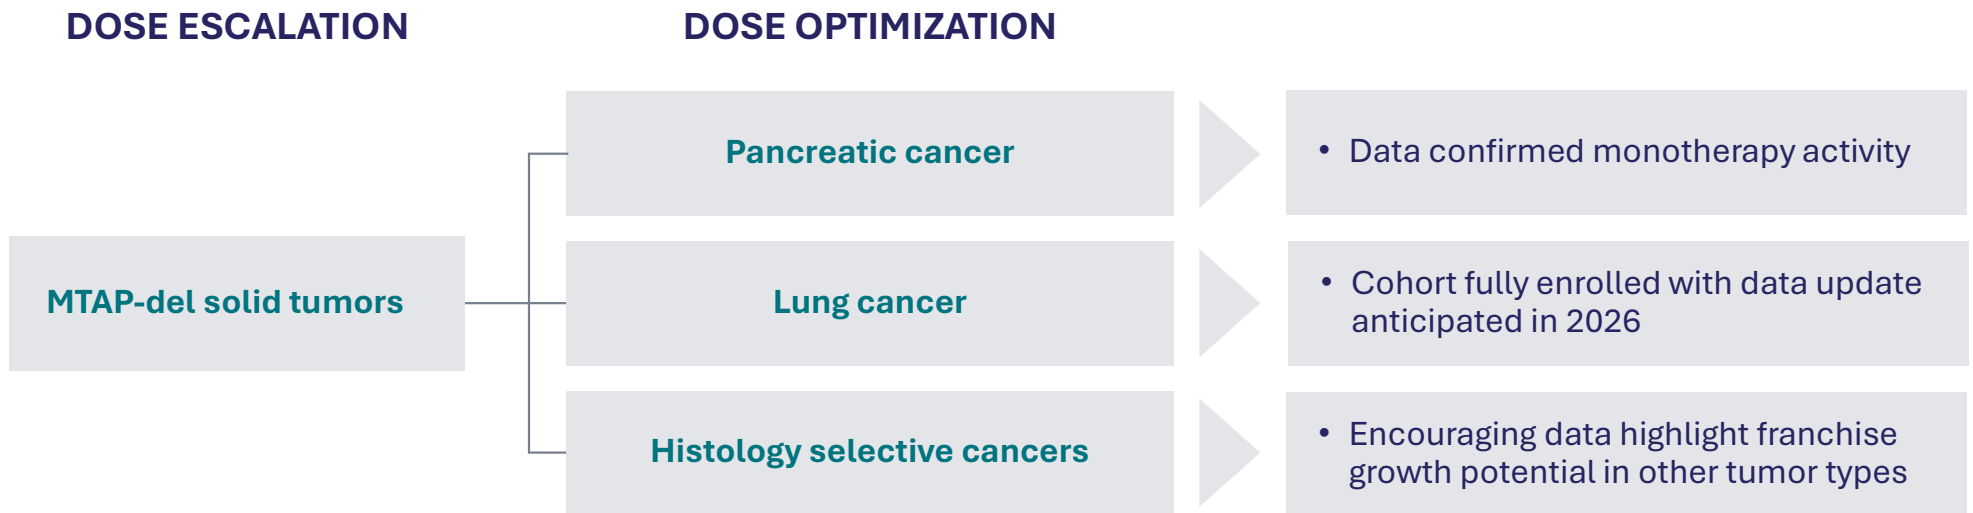 DOSE ESCALATION
DOSE OPTIMIZATION
MTAP-del solid tumors
Pancreatic cancer
• Data confirmed monotherapy activity
Lung cancer
• Cohort fully enrolled with data update
anticipated in 2026
Histology selective cancers
• Encouraging data highlight franchise
growth potential in other tumor types